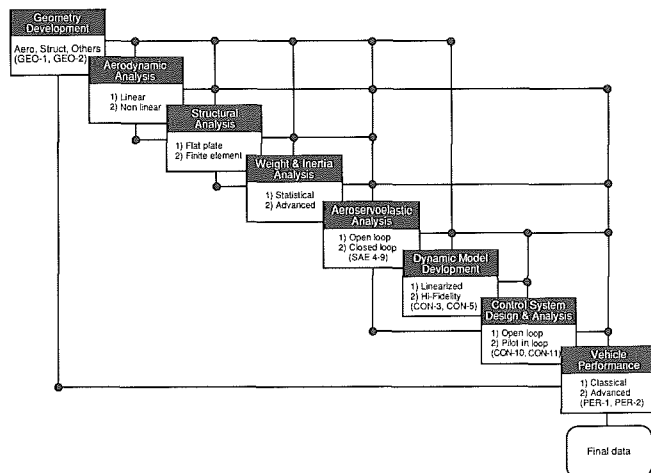 Geometry
Development
Aero, Struct, Others
(GEO-1, GEO-2)
Aerodynamic
Analysis
1) Linear
2) Non linear
Structural
Analysis
1) Flat plate
2) Finite element
Weight & Inertia
Analysis
1) Statistical
2) Advanced
Aeroservoelastic
Analysis
1) Open loop
2) Closed loop
(SAE 4-9)
Dynamic Model
Devlopment
1) Linearized
2) Hi-Fidelity
(CON-3, CON-5)
Control System
Design & Analysis
1) Open loop
2) Pilot in loop
(CON-10, CON-11)
Vehicle
Performance
1) Classical
2) Advanced
(PER-1, PER-2)
Final data